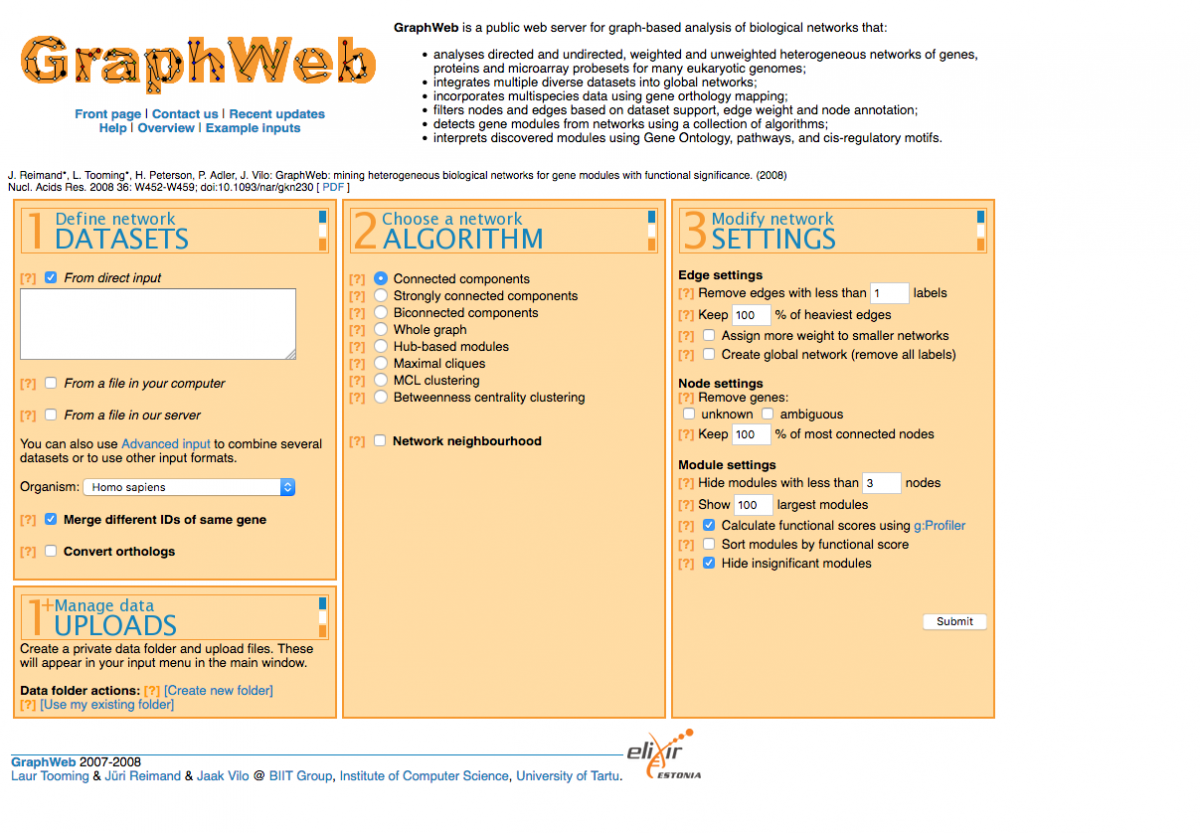 GraphWeb
Front page | Contact us | Recent updates
Help | Overview | Example inputs
GraphWeb is a public web server for graph-based analysis of biological networks that:
• analyses directed and undirected, weighted and unweighted heterogeneous networks of genes,
proteins and microarray probesets for many eukaryotic genomes;
• integrates multiple diverse datasets into global networks;
• incorporates multispecies data using gene orthology mapping;
• filters nodes and edges based on dataset support, edge weight and node annotation;
• detects gene modules from networks using a collection of algorithms;
• interprets discovered modules using Gene Ontology, pathways, and cis-regulatory motifs.
J. Reimand*, L. Tooming*, H. Peterson, P. Adler, J. Vilo: GraphWeb: mining heterogeneous biological networks for gene modules with functional significance. (2008)
Nucl. Acids Res. 2008 36: W452-W459; doi:10.1093/nar/gkn230 [ PDF ]
1 Define network
DATASETS
[?] From direct input
[?] From a file in your computer
[?] From a file in our server
You can also use Advanced input to combine several
datasets or to use other input formats.
Organism: Homo sapiens
[?] Merge different IDs of same gene
[?] Convert orthologs
1+ Manage data
UPLOADS
Create a private data folder and upload files. These
will appear in your input menu in the main window.
Data folder actions: [?] [Create new folder]
[?] [Use my existing folder]
2 Choose a network
ALGORITHM
[?] Connected components
[?] Strongly connected components
[?] Biconnected components
[?] Whole graph
[?] Hub-based modules
[?] Maximal cliques
[?] MCL clustering
[?] Betweenness centrality clustering
[?] Network neighbourhood
3 Modify network
SETTINGS
Edge settings
[?] Remove edges with less than 1 labels
[?] Keep 100 % of heaviest edges
[?] Assign more weight to smaller networks
[?] Create global network (remove all labels)
Node settings
[?] Remove genes:
unknown ambiguous
[?] Keep 100 % of most connected nodes
Module settings
[?] Hide modules with less than 3 nodes
[?] Show 100 largest modules
[?] Calculate functional scores using g:Profiler
[?] Sort modules by functional score
[?] Hide insignificant modules
Submit
GraphWeb 2007-2008
Laur Tooming & Jüri Reimand & Jaak Vilo @ BIIT Group, Institute of Computer Science, University of Tartu.
elixir
ESTONIA